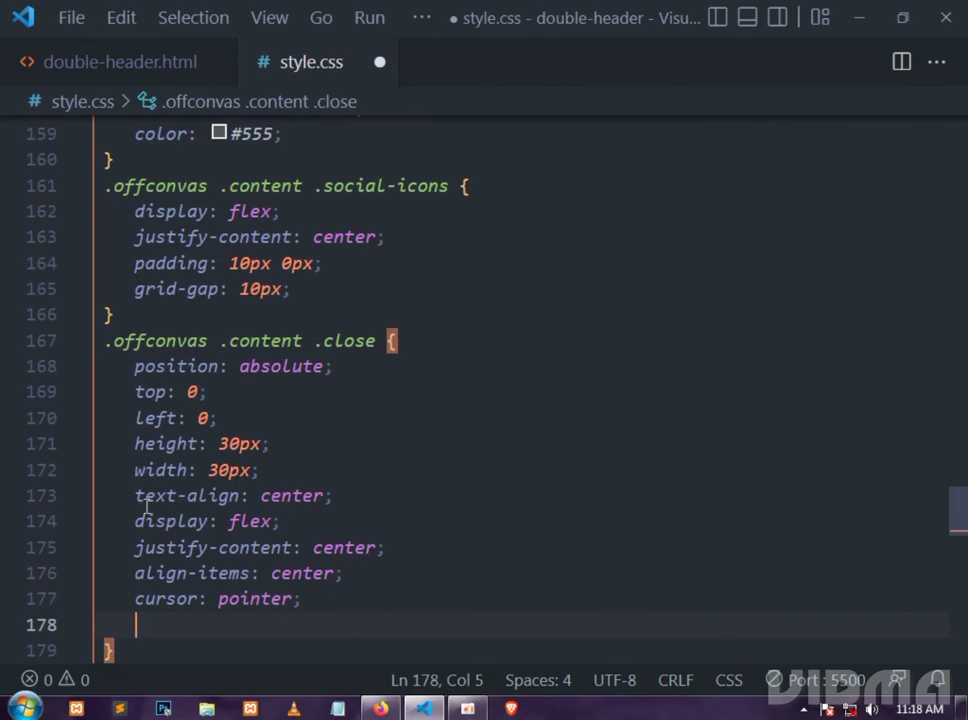 File Edit Selection View Go Run ··· ● style.css - double-header - Visu...
<> double-header.html # style.css ●
# style.css > .offconvas .content .close
159 color: #555;
160 }
161 .offconvas .content .social-icons {
162 display: flex;
163 justify-content: center;
164 padding: 10px 0px;
165 grid-gap: 10px;
166 }
167 .offconvas .content .close {
168 position: absolute;
169 top: 0;
170 left: 0;
171 height: 30px;
172 width: 30px;
173 text-align: center;
174 display: flex;
175 justify-content: center;
176 align-items: center;
177 cursor: pointer;
178
179 }
0 0 Ln 178, Col 5 Spaces: 4 UTF-8 CRLF CSS Port : 5500
11:18 AM